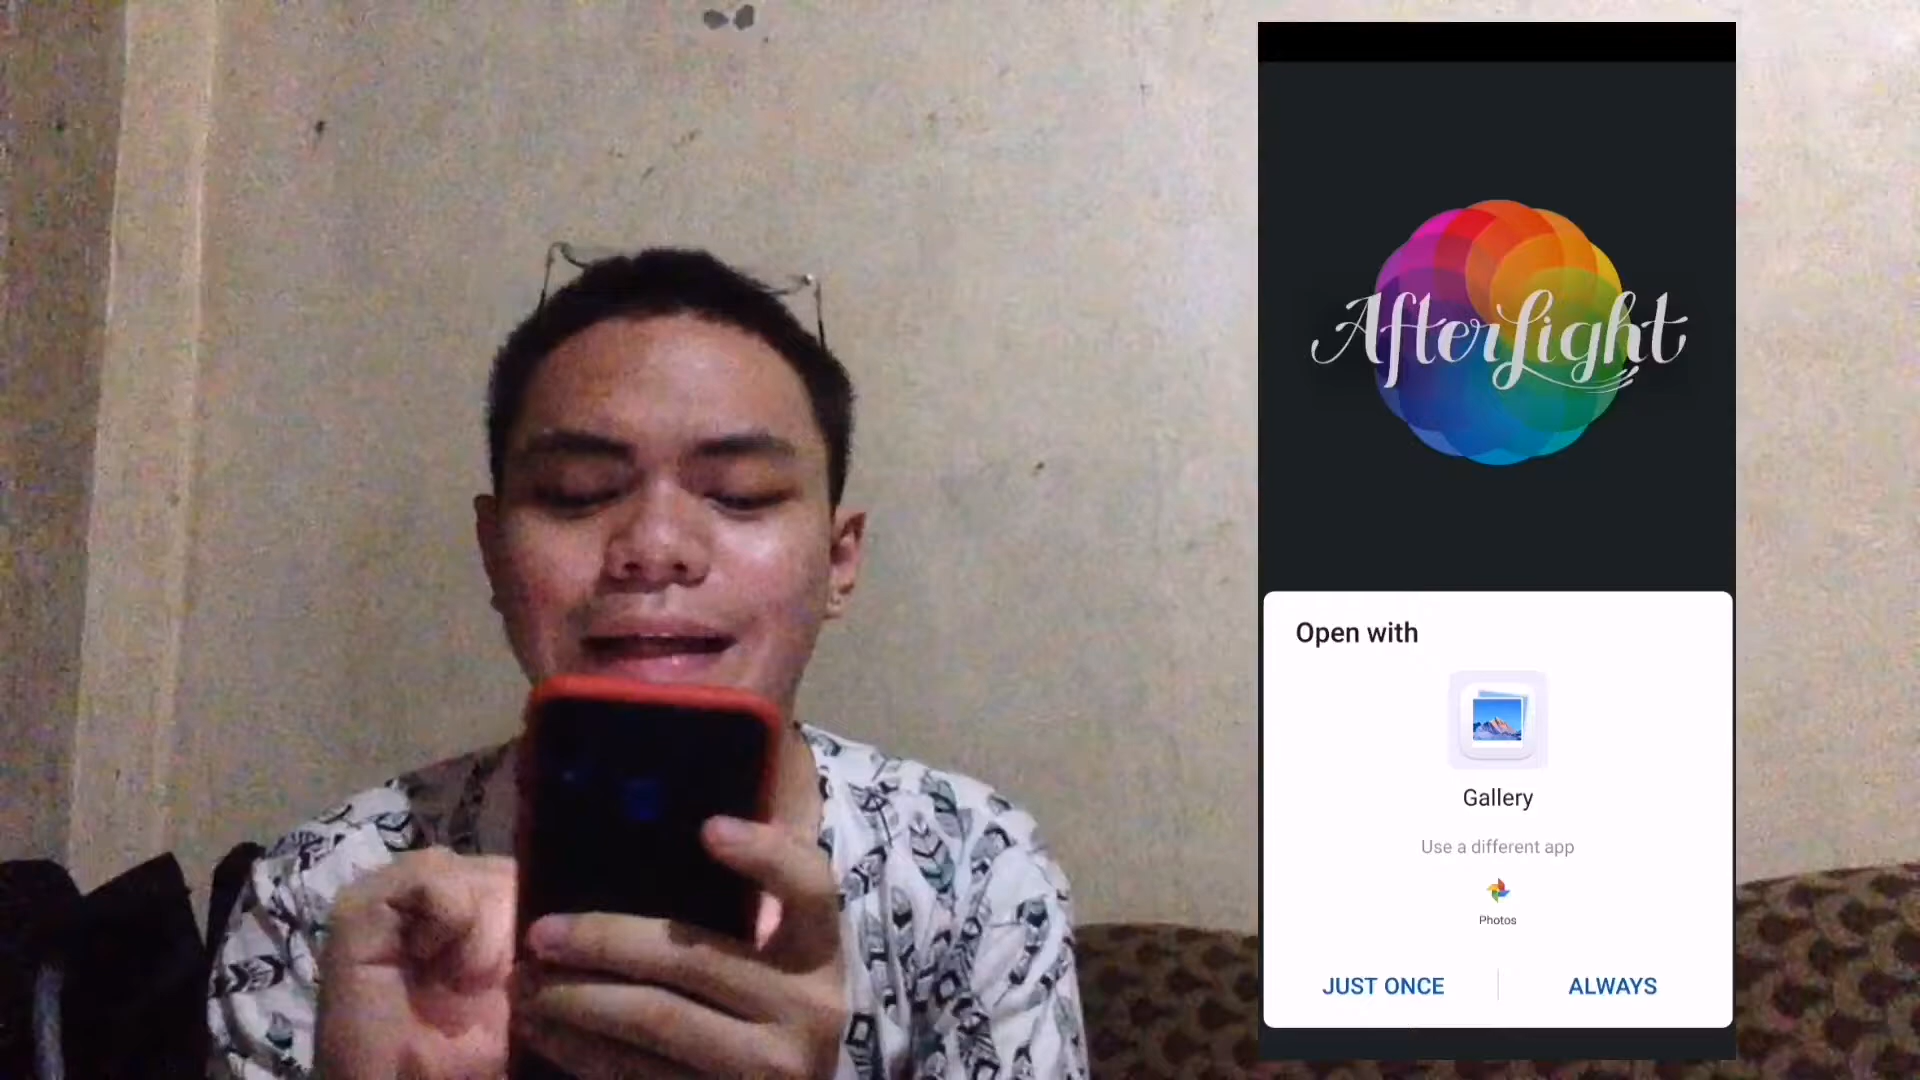 Afterlight
Open with
Gallery
Use a different app
Photos
JUST ONCE
ALWAYS